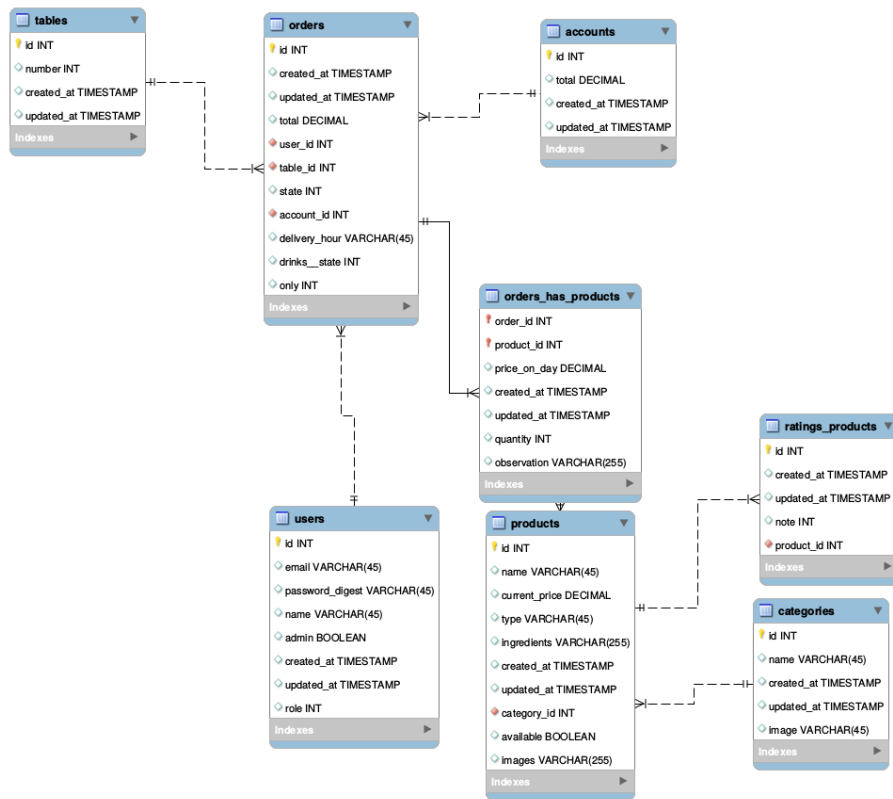 tables
id INT
number INT
created_at TIMESTAMP
updated_at TIMESTAMP
Indexes
orders
id INT
created_at TIMESTAMP
updated_at TIMESTAMP
total DECIMAL
user_id INT
table_id INT
state INT
account_id INT
delivery_hour VARCHAR(45)
drinks__state INT
only INT
Indexes
accounts
id INT
total DECIMAL
created_at TIMESTAMP
updated_at TIMESTAMP
Indexes
orders_has_products
order_id INT
product_id INT
price_on_day DECIMAL
created_at TIMESTAMP
updated_at TIMESTAMP
quantity INT
observation VARCHAR(255)
Indexes
ratings_products
id INT
created_at TIMESTAMP
updated_at TIMESTAMP
note INT
product_id INT
Indexes
users
id INT
email VARCHAR(45)
password_digest VARCHAR(45)
name VARCHAR(45)
admin BOOLEAN
created_at TIMESTAMP
updated_at TIMESTAMP
role INT
Indexes
products
id INT
name VARCHAR(45)
current_price DECIMAL
type VARCHAR(45)
ingredients VARCHAR(255)
created_at TIMESTAMP
updated_at TIMESTAMP
category_id INT
available BOOLEAN
images VARCHAR(255)
Indexes
categories
id INT
name VARCHAR(45)
created_at TIMESTAMP
updated_at TIMESTAMP
image VARCHAR(45)
Indexes